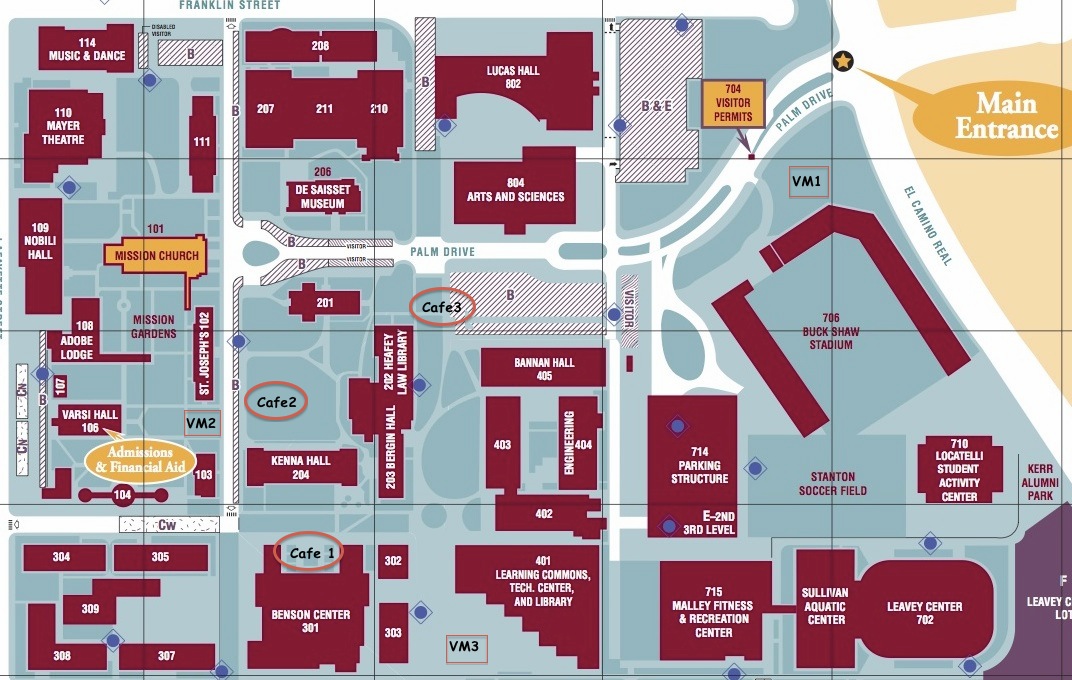 FRANKLIN STREET
114
MUSIC & DANCE
DISABLED
VISITOR
B
208
B
207
211
210
B
LUCAS HALL
802
B & E
704
VISITOR
PERMITS
PALM DRIVE
Main
Entrance
110
MAYER
THEATRE
111
206
DE SAISSET
MUSEUM
804
ARTS AND SCIENCES
VM1
EL CAMINO REAL
109
NOBILI
HALL
101
MISSION CHURCH
B
VISITOR
B
VISITOR
PALM DRIVE
201
Cafe3
B
VISITOR
706
BUCK SHAW
STADIUM
MISSION
GARDENS
108
ADOBE
LODGE
ST. JOSEPH'S 102
202 HEAFEY
LAW LIBRARY
203 BERGIN HALL
BANNAN HALL
405
107
B
CN
CN
B
Cafe2
VARSI HALL
106
VM2
Admissions
& Financial Aid
103
104
KENNA HALL
204
403
ENGINEERING
404
402
714
PARKING
STRUCTURE
E–2ND
3RD LEVEL
STANTON
SOCCER FIELD
710
LOCATELLI
STUDENT
ACTIVITY
CENTER
KERR
ALUMNI
PARK
CW
304
305
309
308
307
Cafe 1
BENSON CENTER
301
302
303
401
LEARNING COMMONS,
TECH. CENTER,
AND LIBRARY
VM3
715
MALLEY FITNESS
& RECREATION
CENTER
SULLIVAN
AQUATIC
CENTER
LEAVEY CENTER
702
F
LEAVEY C
LOT